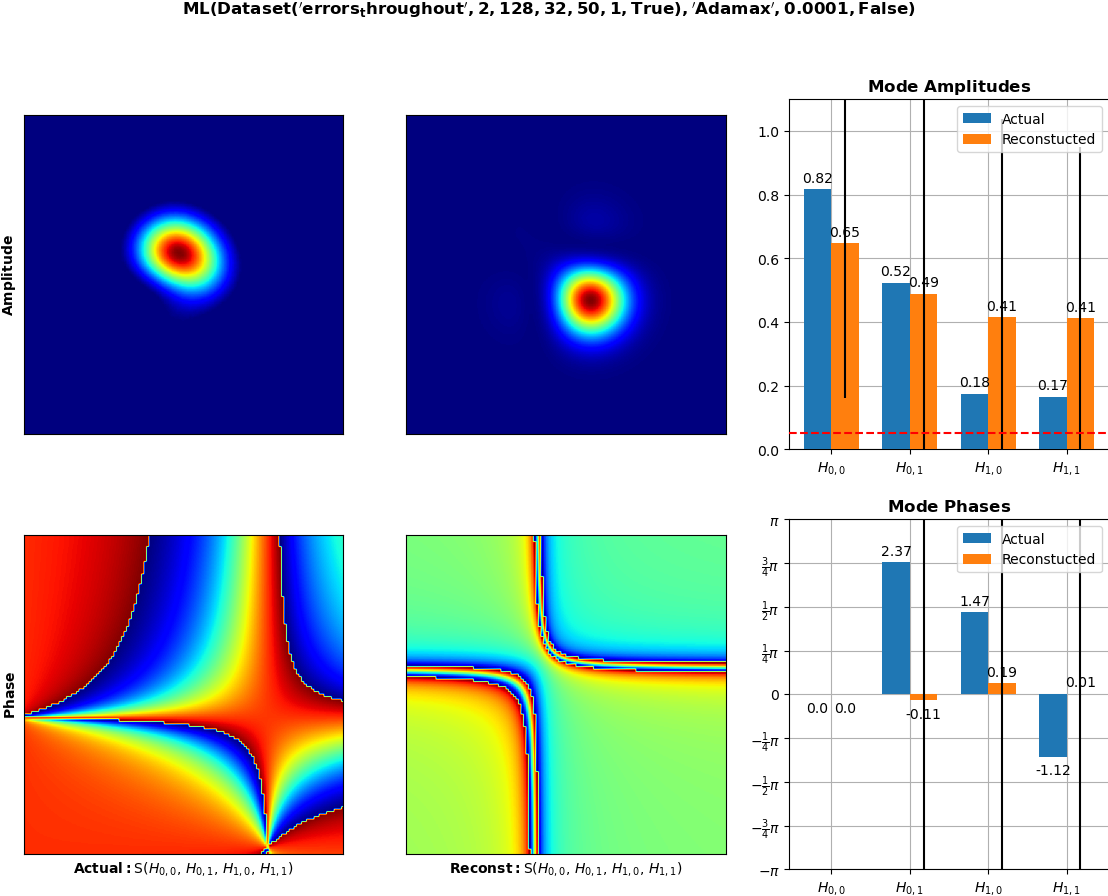 ML(Dataset('errors_throughout', 2, 128, 32, 50, 1, True), 'Adamax', 0.0001, False)
Amplitude
Mode Amplitudes
Actual
Reconstucted
1.0
0.8
0.6
0.4
0.2
0.0
0.82
0.65
0.52
0.49
0.18
0.41
0.17
0.41
H0,0
H0,1
H1,0
H1,1
Phase
Actual: S(H0,0, H0,1, H1,0, H1,1)
Reconst: S(H0,0, H0,1, H1,0, H1,1)
Mode Phases
Actual
Reconstucted
π
3/4π
1/2π
1/4π
0
−1/4π
−1/2π
−3/4π
−π
0.0
0.0
2.37
-0.11
1.47
0.19
-1.12
0.01
H0,0
H0,1
H1,0
H1,1